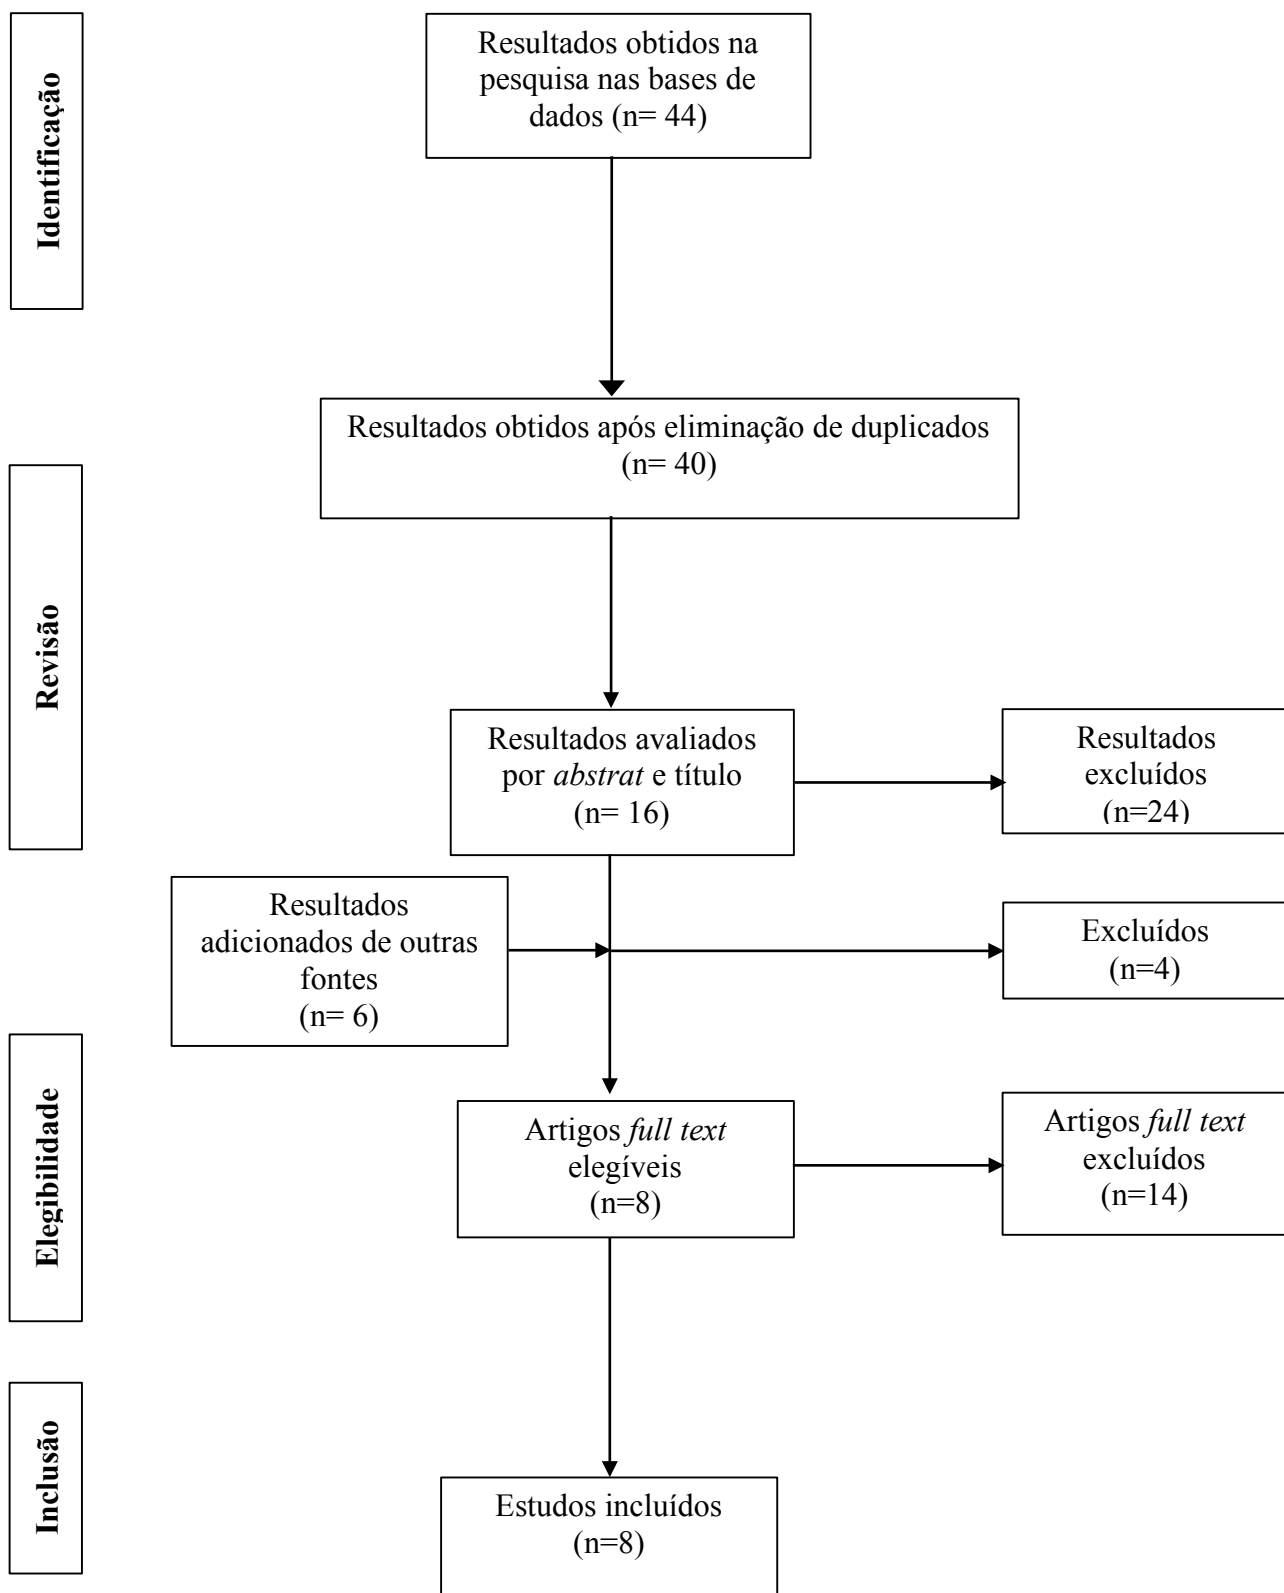 Identificação
Resultados obtidos na
pesquisa nas bases de
dados (n= 44)
Resultados obtidos após eliminação de duplicados
(n= 40)
Revisão
Resultados avaliados
por abstrat e título
(n= 16)
Resultados
excluídos
(n=24)
Resultados
adicionados de outras
fontes
(n= 6)
Excluídos
(n=4)
Elegibilidade
Artigos full text
elegíveis
(n=8)
Artigos full text
excluídos
(n=14)
Inclusão
Estudos incluídos
(n=8)